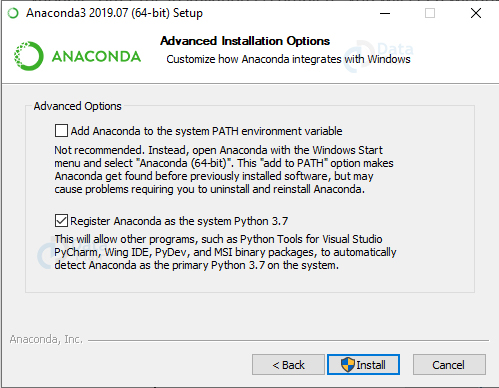 Anaconda3 2019.07 (64-bit) Setup
Advanced Installation Options
Customize how Anaconda integrates with Windows
ANACONDA
Data
Advanced Options
Add Anaconda to the system PATH environment variable
Not recommended. Instead, open Anaconda with the Windows Start
menu and select "Anaconda (64-bit)". This "add to PATH" option makes
Anaconda get found before previously installed software, but may
cause problems requiring you to uninstall and reinstall Anaconda.
Register Anaconda as the system Python 3.7
This will allow other programs, such as Python Tools for Visual Studio
PyCharm, Wing IDE, PyDev, and MSI binary packages, to automatically
detect Anaconda as the primary Python 3.7 on the system.
Data
Anaconda, Inc.
< Back
Install
Cancel